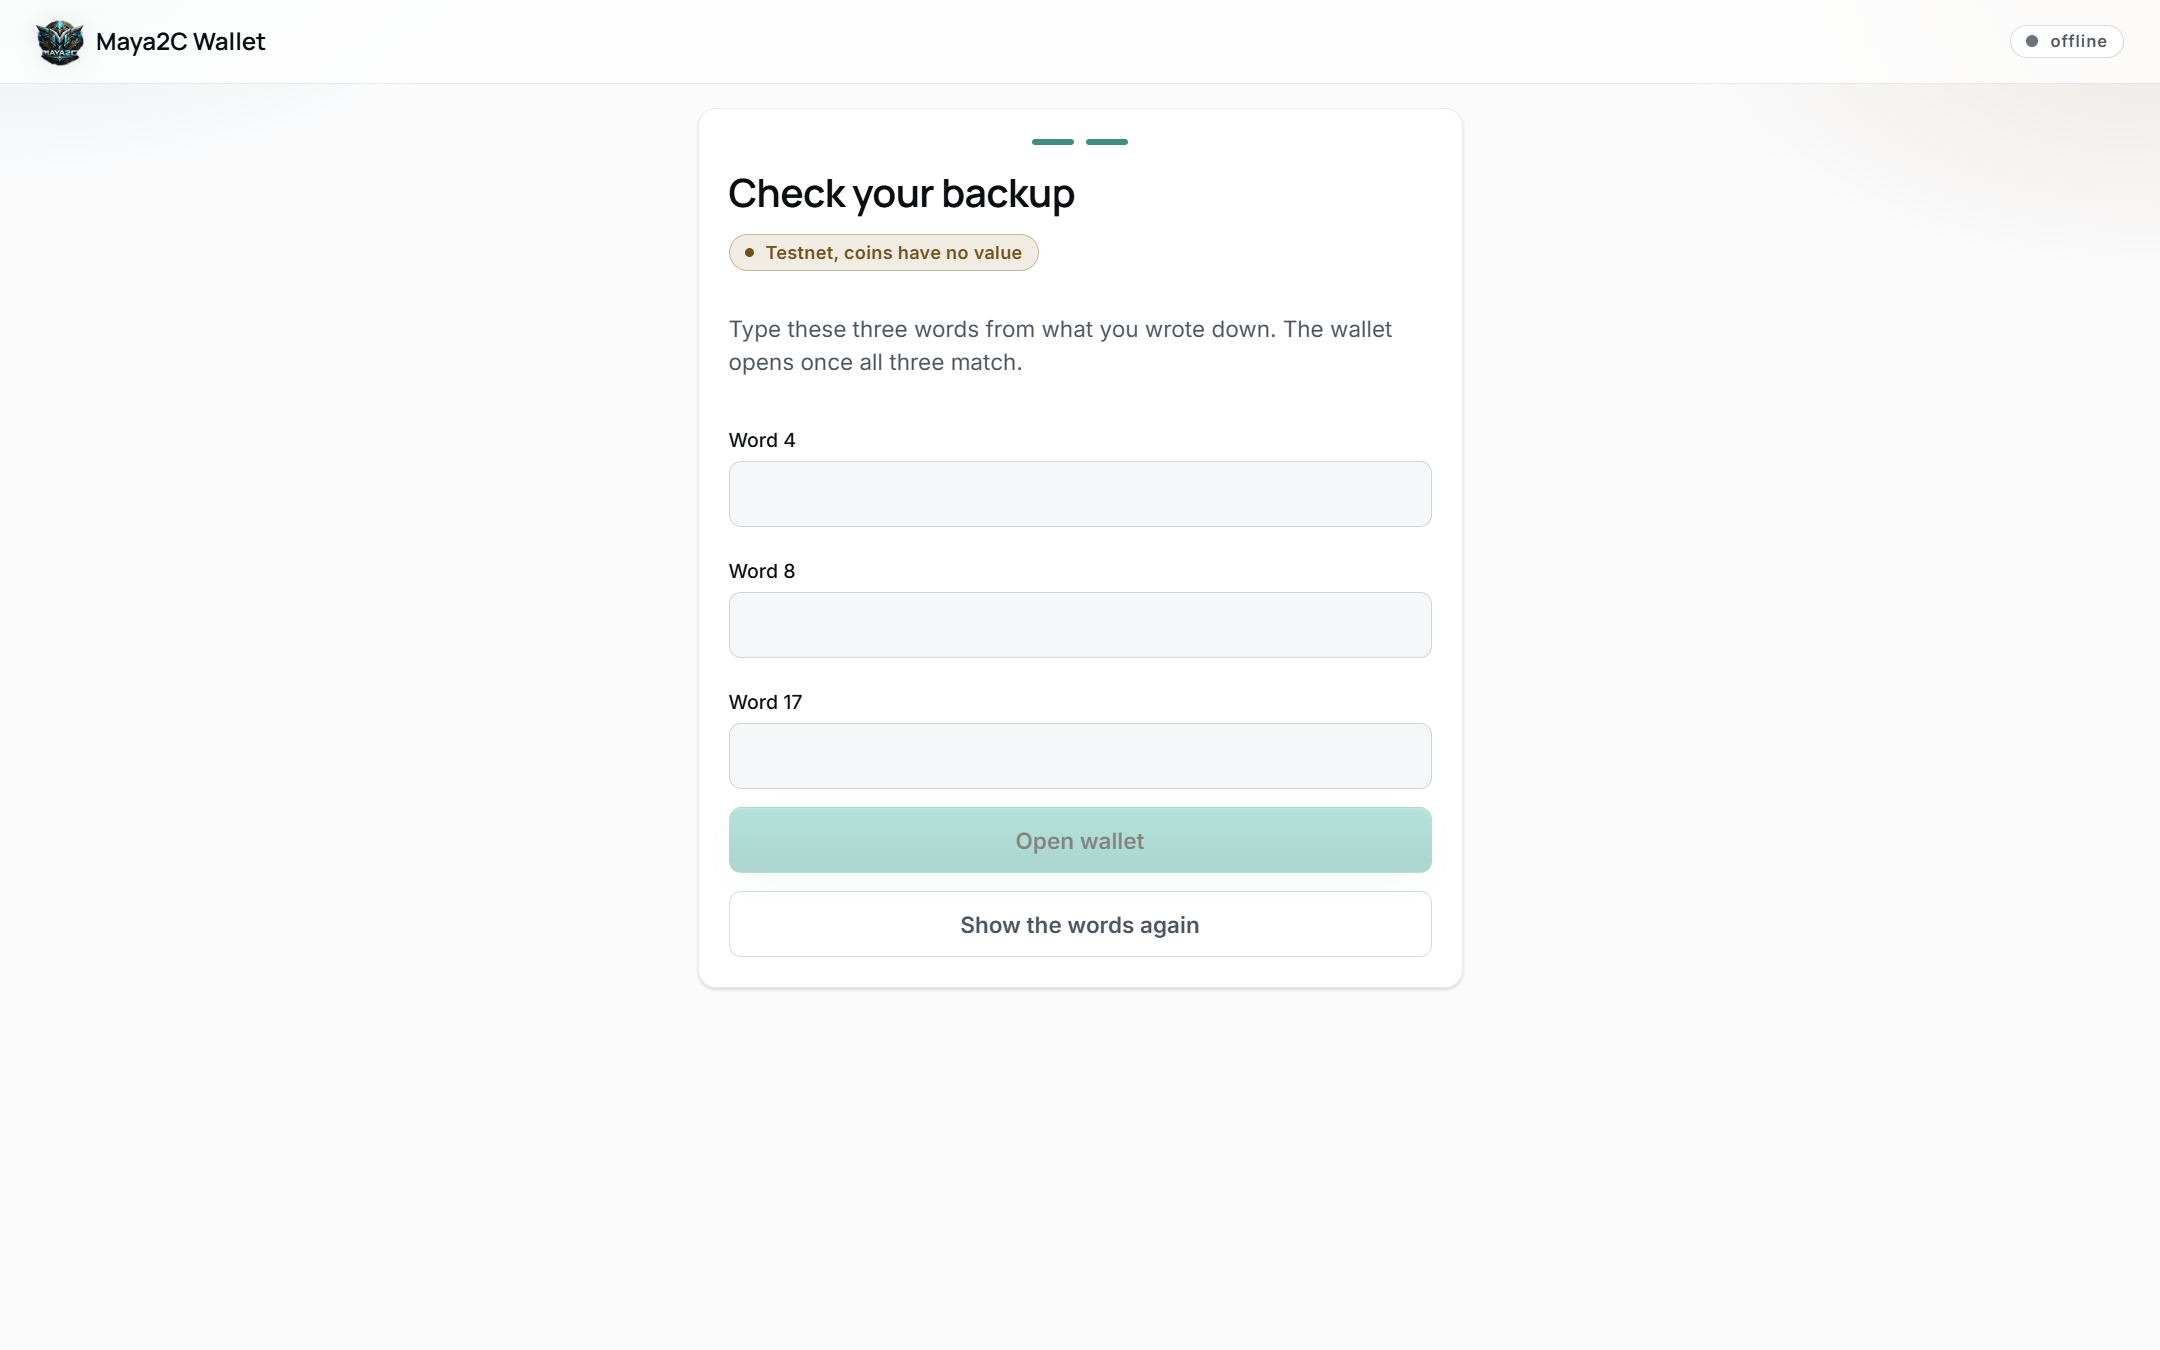 MAYA2C
Maya2C Wallet
offline
Check your backup
Testnet, coins have no value
Type these three words from what you wrote down. The wallet
opens once all three match.
Word 4
Word 8
Word 17
Open wallet
Show the words again